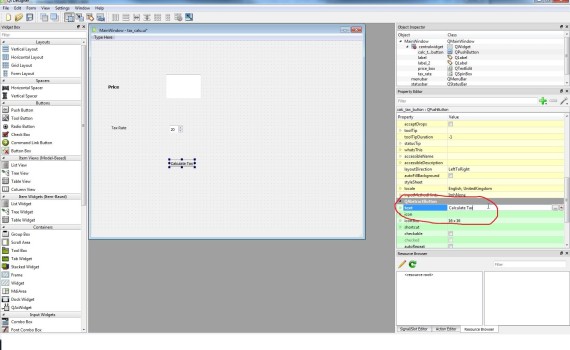 Qt Designer
File Edit Form View Settings Window Help
Widget Box
Filter
Layouts
Vertical Layout
Horizontal Layout
Grid Layout
Form Layout
Spacers
Horizontal Spacer
Vertical Spacer
Buttons
Push Button
Tool Button
Radio Button
Check Box
Command Link Button
Button Box
Item Views (Model-Based)
List View
Tree View
Table View
Column View
Item Widgets (Item-Based)
List Widget
Tree Widget
Table Widget
Containers
Group Box
Scroll Area
Tool Box
Tab Widget
Stacked Widget
Frame
Widget
MdiArea
Dock Widget
QAxWidget
Input Widgets
Combo Box
Font Combo Box
MainWindow - tax_calc.ui*
Type Here
Price
Tax Rate
20
Calculate Tax
Object Inspector
Object Class
MainWindow QMainWindow
centralwidget QWidget
calc_t...button QPushButton
label QLabel
label_2 QLabel
price_box QTextEdit
tax_rate QSpinBox
menubar QMenuBar
statusbar QStatusBar
Property Editor
Filter
calc_tax_button : QPushButton
Property Value
acceptDrops
toolTip
toolTipDuration -1
statusTip
whatsThis
accessibleName
accessibleDescription
layoutDirection LeftToRight
autoFillBackground
styleSheet
locale English, UnitedKingdom
inputMethodHints ImhNone
QAbstractButton
text Calculate Tax
icon
iconSize 16 x 16
shortcut
checkable
checked
autoRepeat
Resource Browser
Filter
<resource root>
Signal/Slot Editor Action Editor Resource Browser